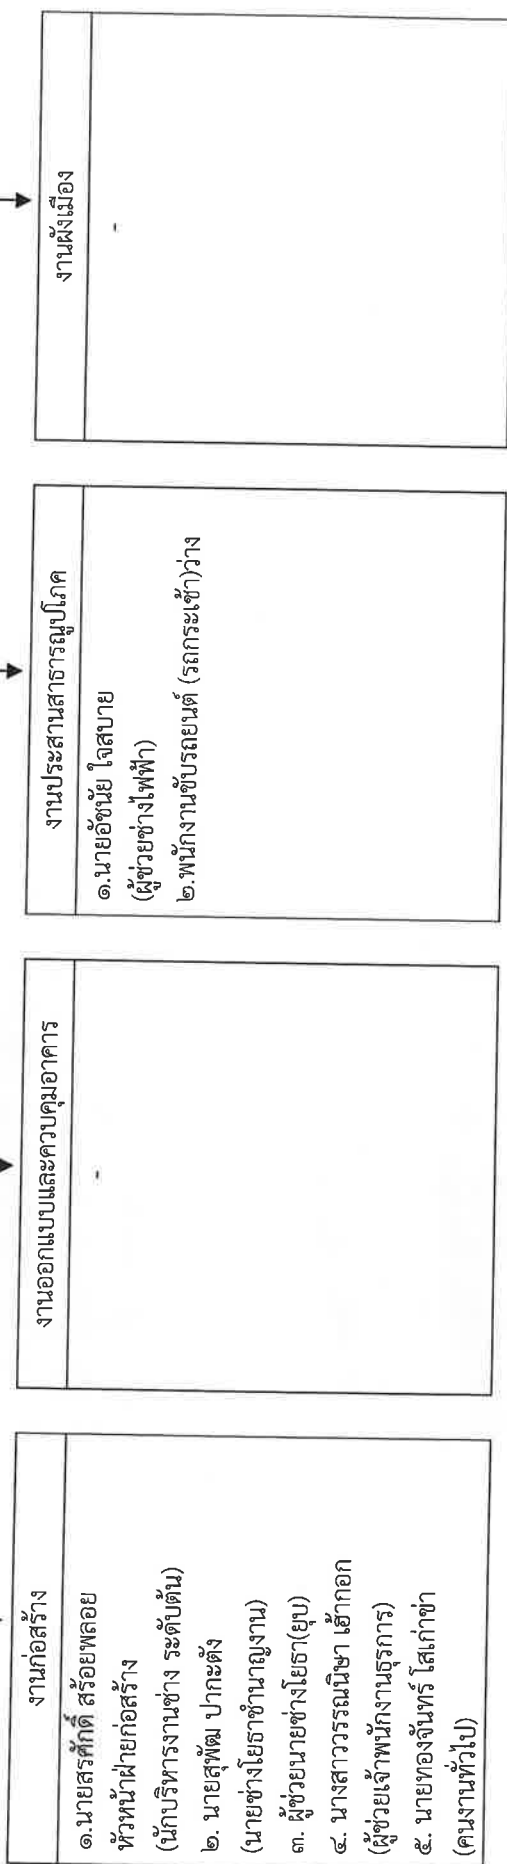 งานก่อสร้าง
๑.นายสรศักดิ์ สร้อยพลอย
หัวหน้าฝ่ายก่อสร้าง
(นักบริหารงานช่าง ระดับต้น)
๒. นายสุพัฒ ปากะดัง
(นายช่างโยธาชำนาญงาน)
๓. ผู้ช่วยนายช่างโยธา(ยุบ)
๔. นางสาววรรณนิษา เฮ้ากอก
(ผู้ช่วยเจ้าพนักงานธุรการ)
๕. นายทองจันทร์ โสเก่าข่า
(คนงานทั่วไป)
งานออกแบบและควบคุมอาคาร
-
งานประสานสาธารณูปโภค
๑.นายอัชนัย ใจสบาย
(ผู้ช่วยช่างไฟฟ้า)
๒.พนักงานขับรถยนต์ (รถกระเช้า)ว่าง
งานผังเมือง
-